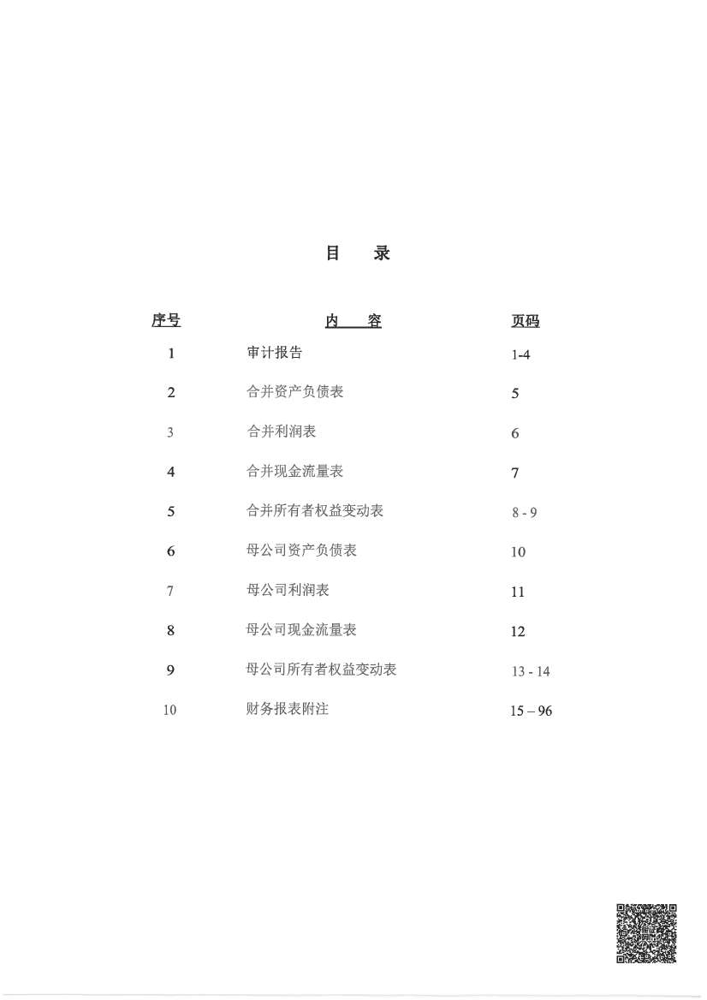 目 录
序号 内 容 页码
1 审计报告 1-4
2 合并资产负债表 5
3 合并利润表 6
4 合并现金流量表 7
5 合并所有者权益变动表 8 - 9
6 母公司资产负债表 10
7 母公司利润表 11
8 母公司现金流量表 12
9 母公司所有者权益变动表 13 - 14
10 财务报表附注 15 – 96